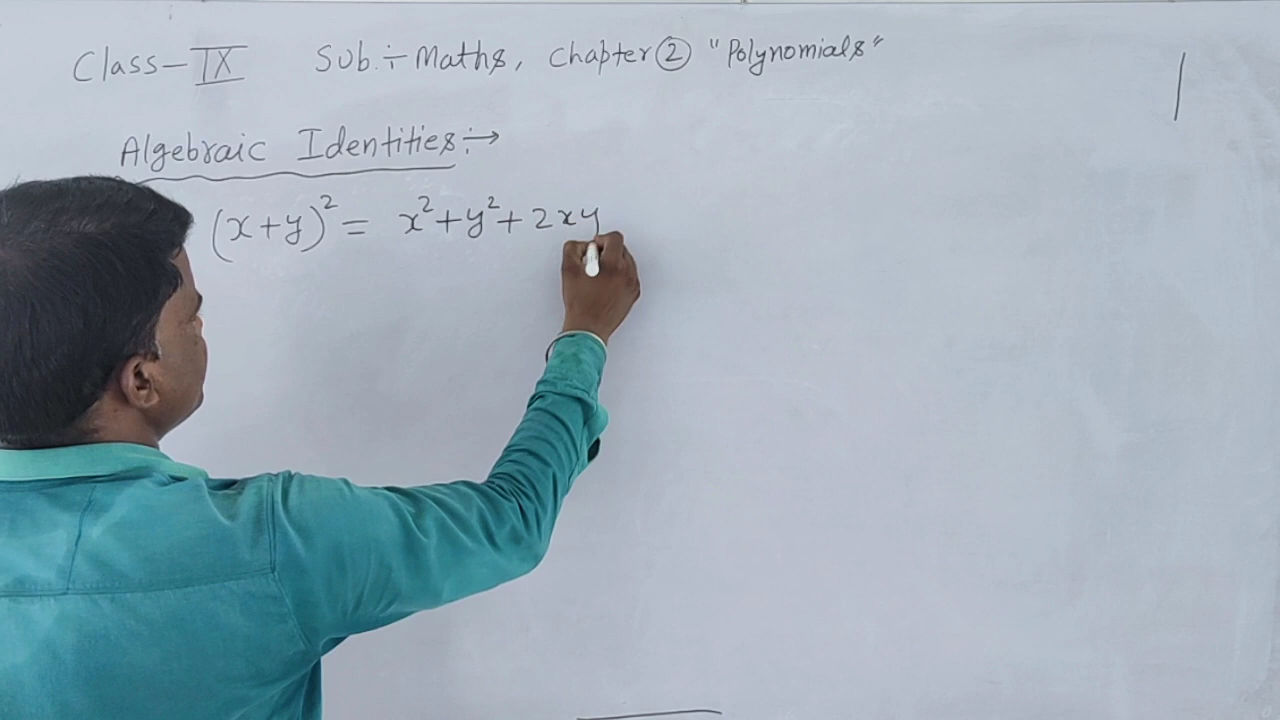 Class-IX Sub.:- Maths, Chapter ② "Polynomials"
Algebraic Identities:→
(x+y)² = x²+y²+2xy